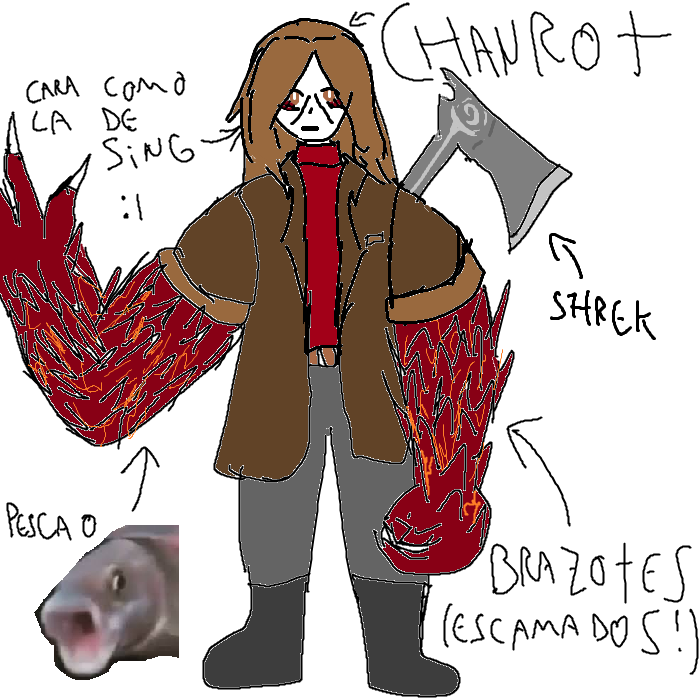 CHANROT
CARA COMO
LA DE
SiNG
:|
SHREK
PESCAO
BRAZOTES
(ESCAMADOS!)